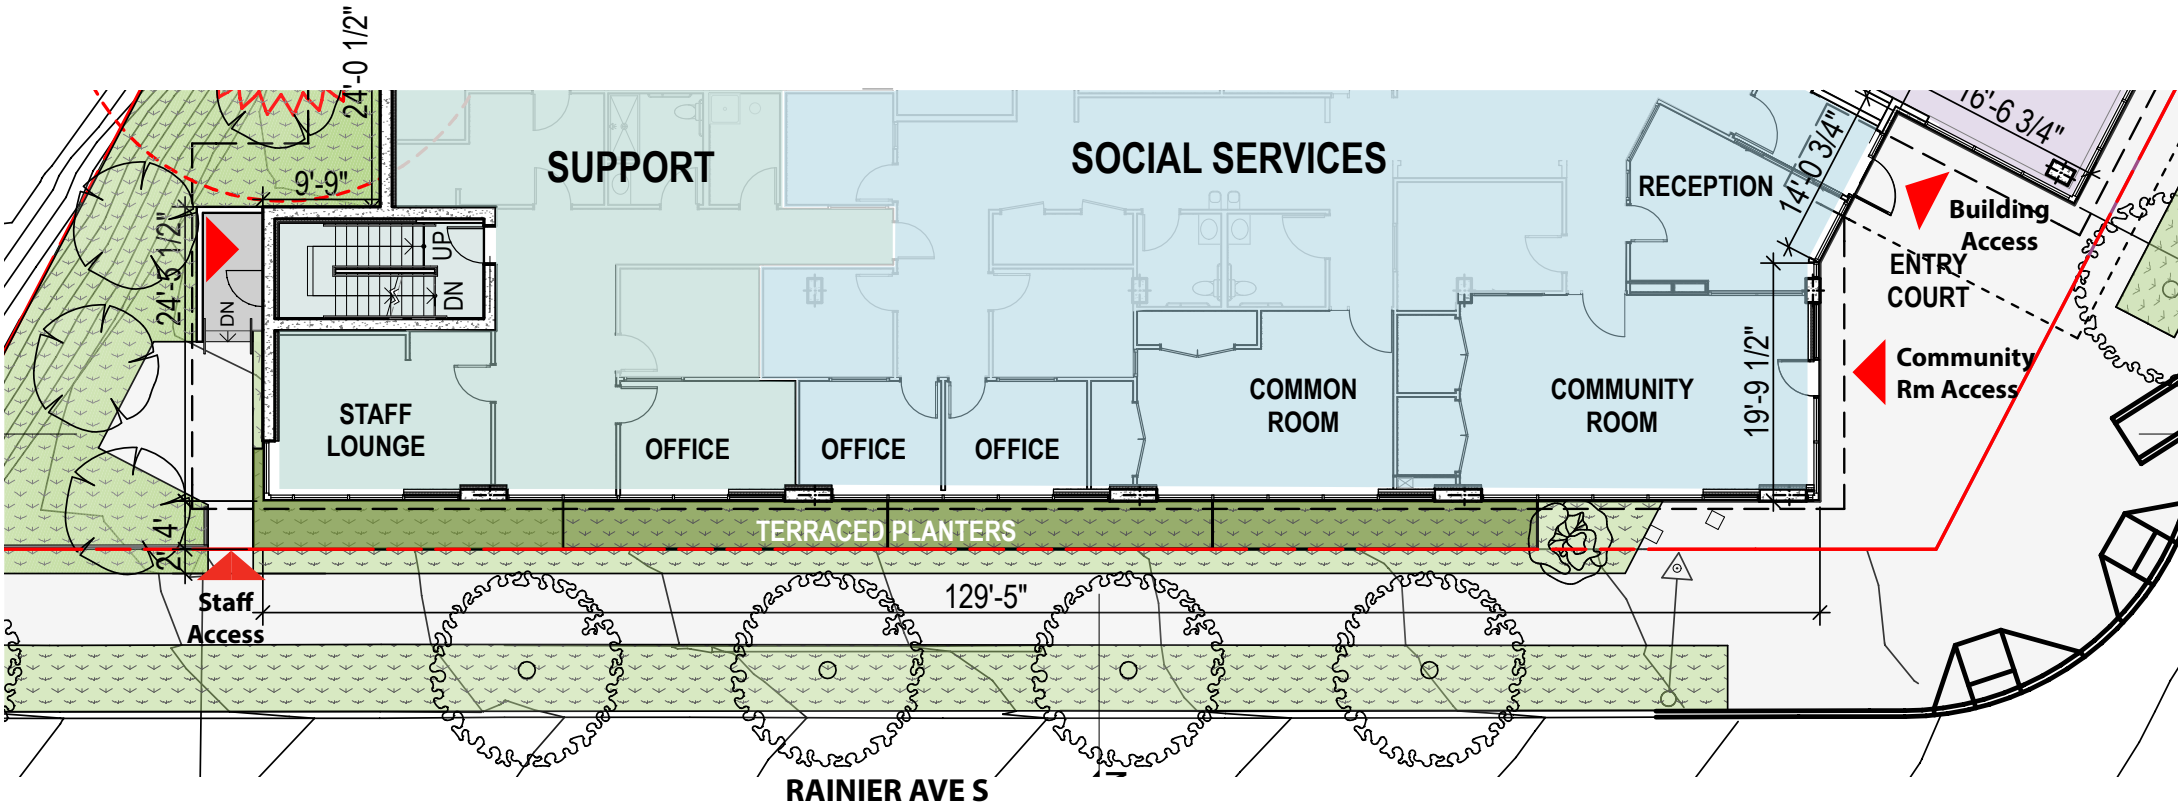 24'-0 1/2"
16'-6 3/4"
SUPPORT
SOCIAL SERVICES
9'-9"
RECEPTION
14'-0 3/4"
Building
Access
24'-5 1/2"
UP
DN
DN
ENTRY
COURT
19'-9 1/2"
Community
Rm Access
STAFF
LOUNGE
OFFICE
OFFICE
OFFICE
COMMON
ROOM
COMMUNITY
ROOM
TERRACED PLANTERS
Staff
Access
129'-5"
RAINIER AVE S